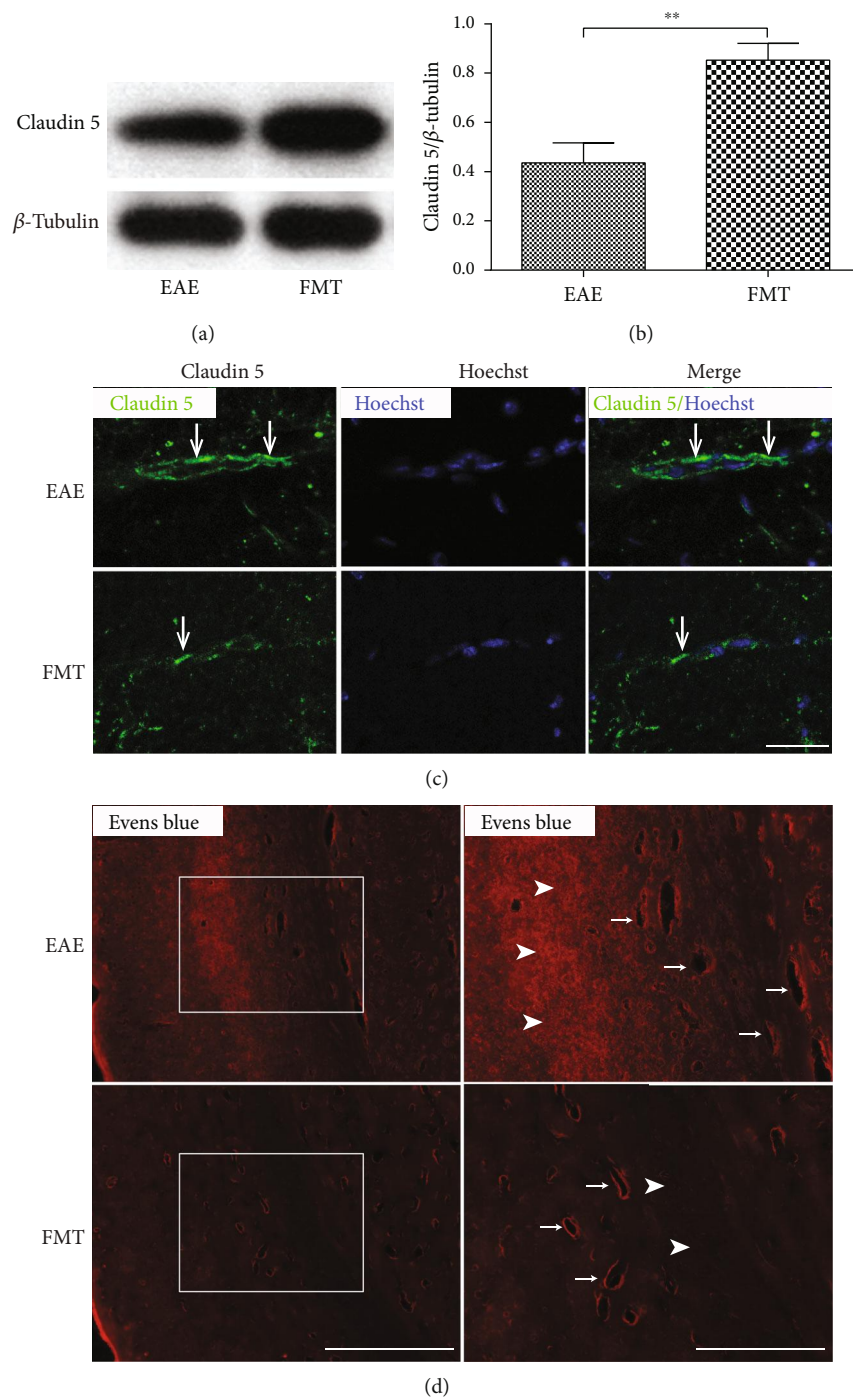 Claudin 5
β-Tubulin
EAE FMT
(a)
Claudin 5/β-tubulin
1.0
0.8
0.6
0.4
0.2
0.0
**
EAE FMT
(b)
Claudin 5 Hoechst Merge
Claudin 5 Hoechst Claudin 5/Hoechst
EAE
FMT
(c)
Evens blue Evens blue
EAE
FMT
(d)